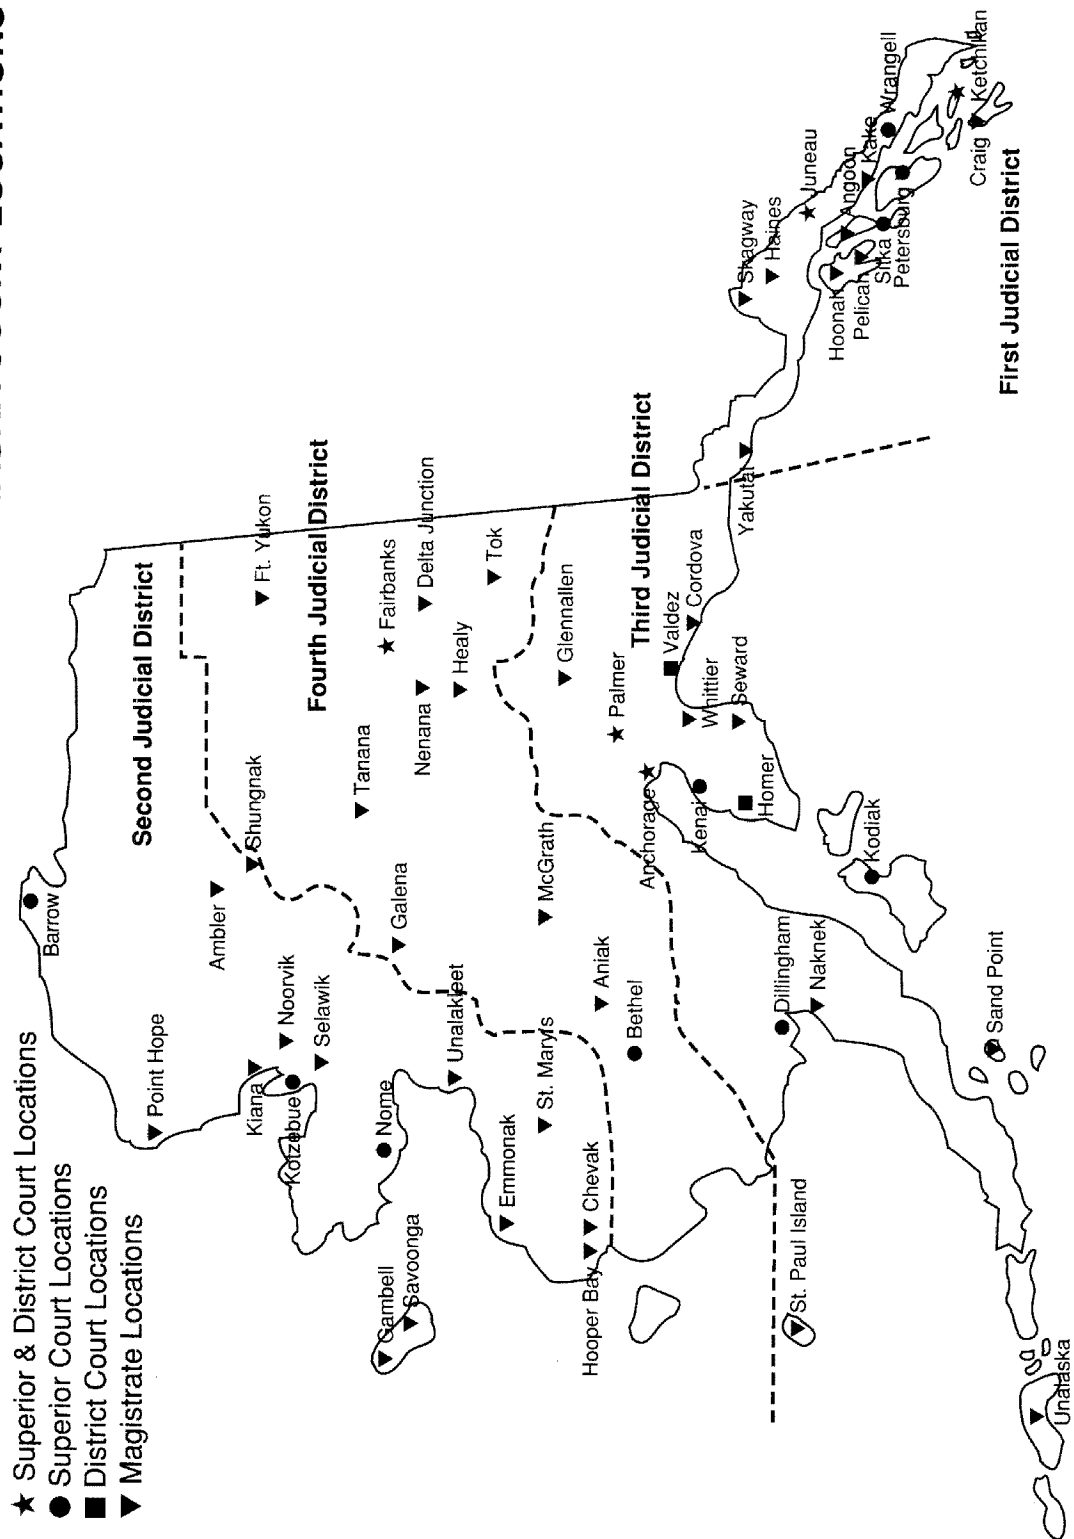 ★ Superior & District Court Locations
● Superior Court Locations
■ District Court Locations
▼ Magistrate Locations
Barrow
Point Hope
Second Judicial District
Ambler
Shungnak
Kiana
Noorvik
Kotzebue
Selawik
Ft. Yukon
Fourth Judicial District
Tanana
Fairbanks
Nome
Gambell
Savoonga
Galena
Nenana
Delta Junction
Unalakleet
Healy
Tok
Emmonak
St. Marys
McGrath
Glennallen
Hooper Bay
Chevak
Aniak
Bethel
Palmer
Third Judicial District
Anchorage
Valdez
Cordova
Kenai
Whittier
Seward
Homer
Yakutat
Skagway
Haines
Juneau
St. Paul Island
Dillingham
Naknek
Kodiak
Hoonah
Angoon
Pelican
Kake
Sitka
Petersburg
Wrangell
Craig
Ketchikan
Sand Point
First Judicial District
Unalaska